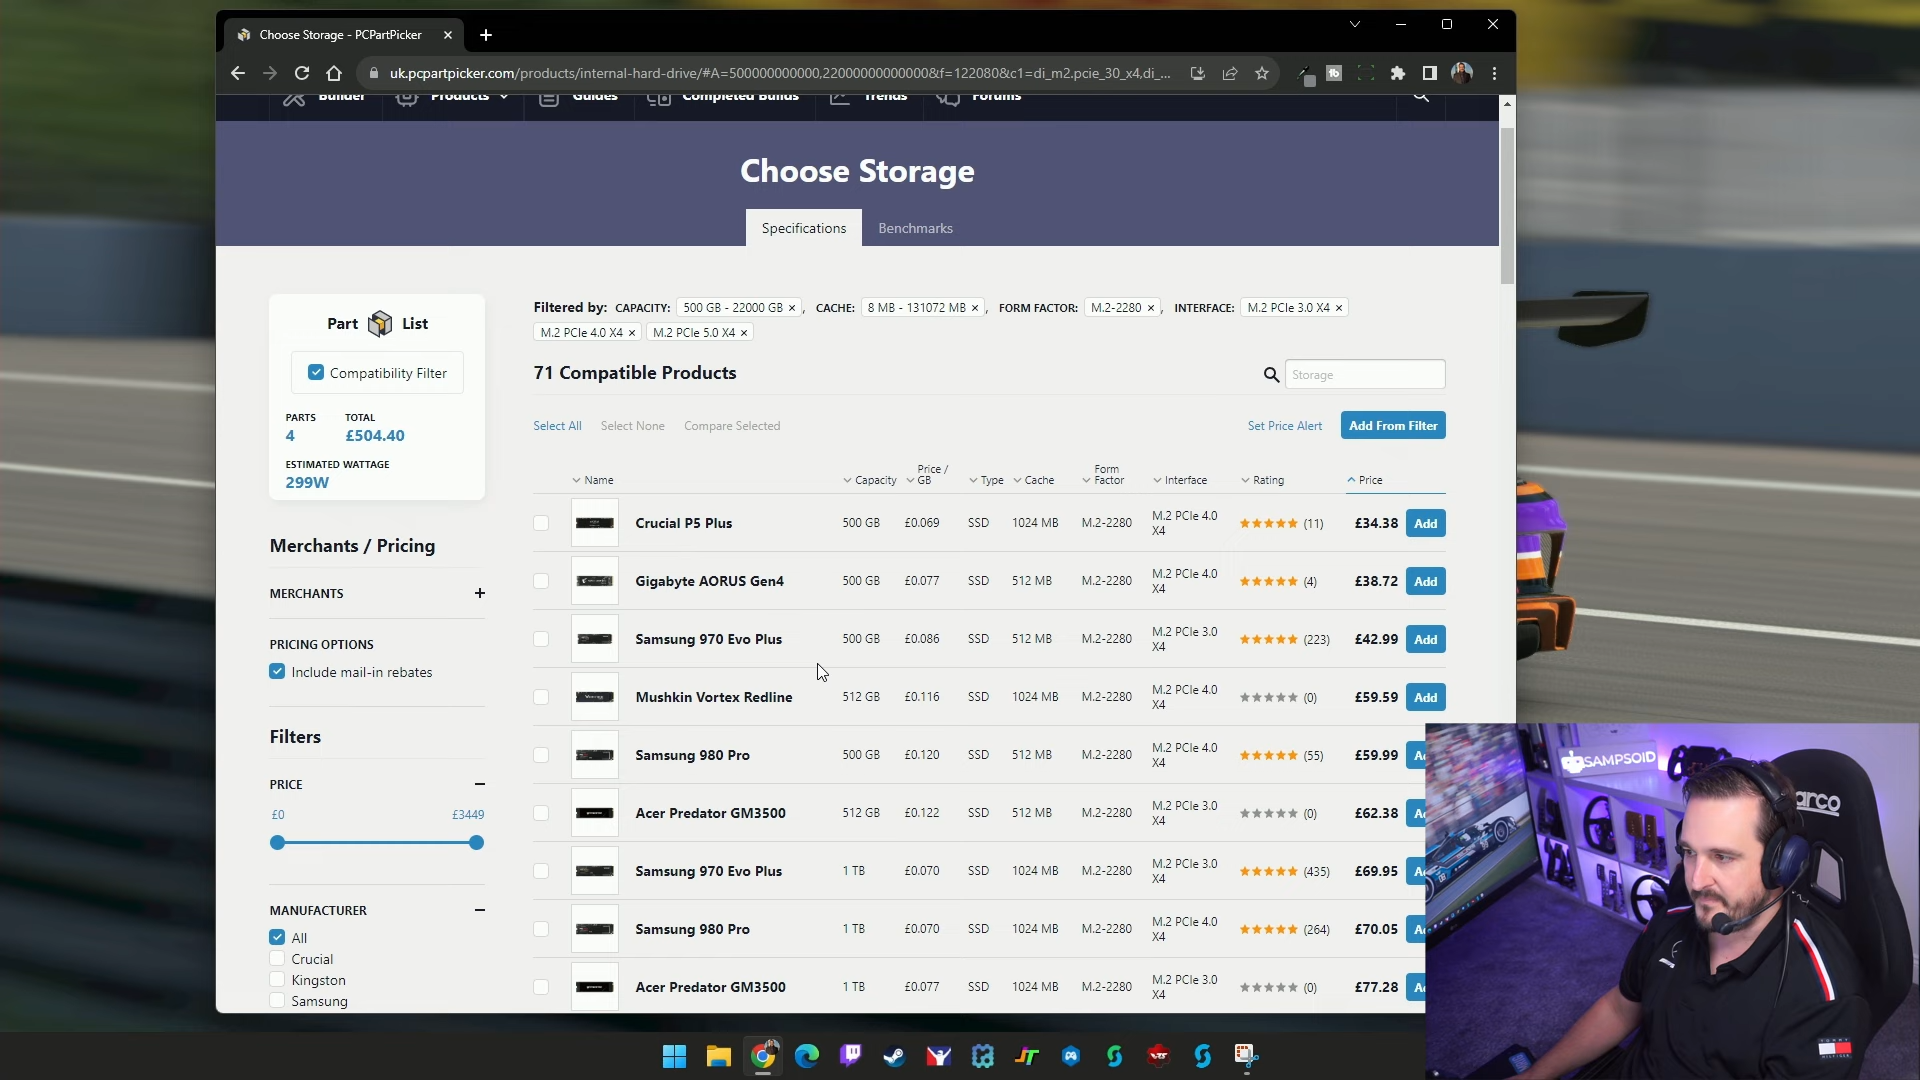 Choose Storage - PCPartPicker
uk.pcpartpicker.com/products/internal-hard-drive/#A=500000000000,22000000000000&f=122080&c1=di_m2.pcie_30_x4,di_...
Builder Products Guides Completed Builds Trends Forums
Choose Storage
Specifications Benchmarks
Part List
Compatibility Filter
PARTS TOTAL
4 £504.40
ESTIMATED WATTAGE
299W
Merchants / Pricing
MERCHANTS
PRICING OPTIONS
Include mail-in rebates
Filters
PRICE
£0 £3449
MANUFACTURER
All
Crucial
Kingston
Samsung
Filtered by: CAPACITY: 500 GB - 22000 GB ×, CACHE: 8 MB - 131072 MB ×, FORM FACTOR: M.2-2280 ×, INTERFACE: M.2 PCIe 3.0 X4 ×
M.2 PCIe 4.0 X4 × M.2 PCIe 5.0 X4 ×
71 Compatible Products
Storage
Select All Select None Compare Selected Set Price Alert Add From Filter
Name Capacity Price / GB Type Cache Form Factor Interface Rating Price
Crucial P5 Plus 500 GB £0.069 SSD 1024 MB M.2-2280 M.2 PCIe 4.0 X4 (11) £34.38 Add
Gigabyte AORUS Gen4 500 GB £0.077 SSD 512 MB M.2-2280 M.2 PCIe 4.0 X4 (4) £38.72 Add
Samsung 970 Evo Plus 500 GB £0.086 SSD 512 MB M.2-2280 M.2 PCIe 3.0 X4 (223) £42.99 Add
Mushkin Vortex Redline 512 GB £0.116 SSD 1024 MB M.2-2280 M.2 PCIe 4.0 X4 (0) £59.59 Add
Samsung 980 Pro 500 GB £0.120 SSD 512 MB M.2-2280 M.2 PCIe 4.0 X4 (55) £59.99 Ad
Acer Predator GM3500 512 GB £0.122 SSD 512 MB M.2-2280 M.2 PCIe 3.0 X4 (0) £62.38 Ad
Samsung 970 Evo Plus 1 TB £0.070 SSD 1024 MB M.2-2280 M.2 PCIe 3.0 X4 (435) £69.95 Ad
Samsung 980 Pro 1 TB £0.070 SSD 1024 MB M.2-2280 M.2 PCIe 4.0 X4 (264) £70.05 Ad
Acer Predator GM3500 1 TB £0.077 SSD 1024 MB M.2-2280 M.2 PCIe 3.0 X4 (0) £77.28 Ad
SAMPSOID
arco